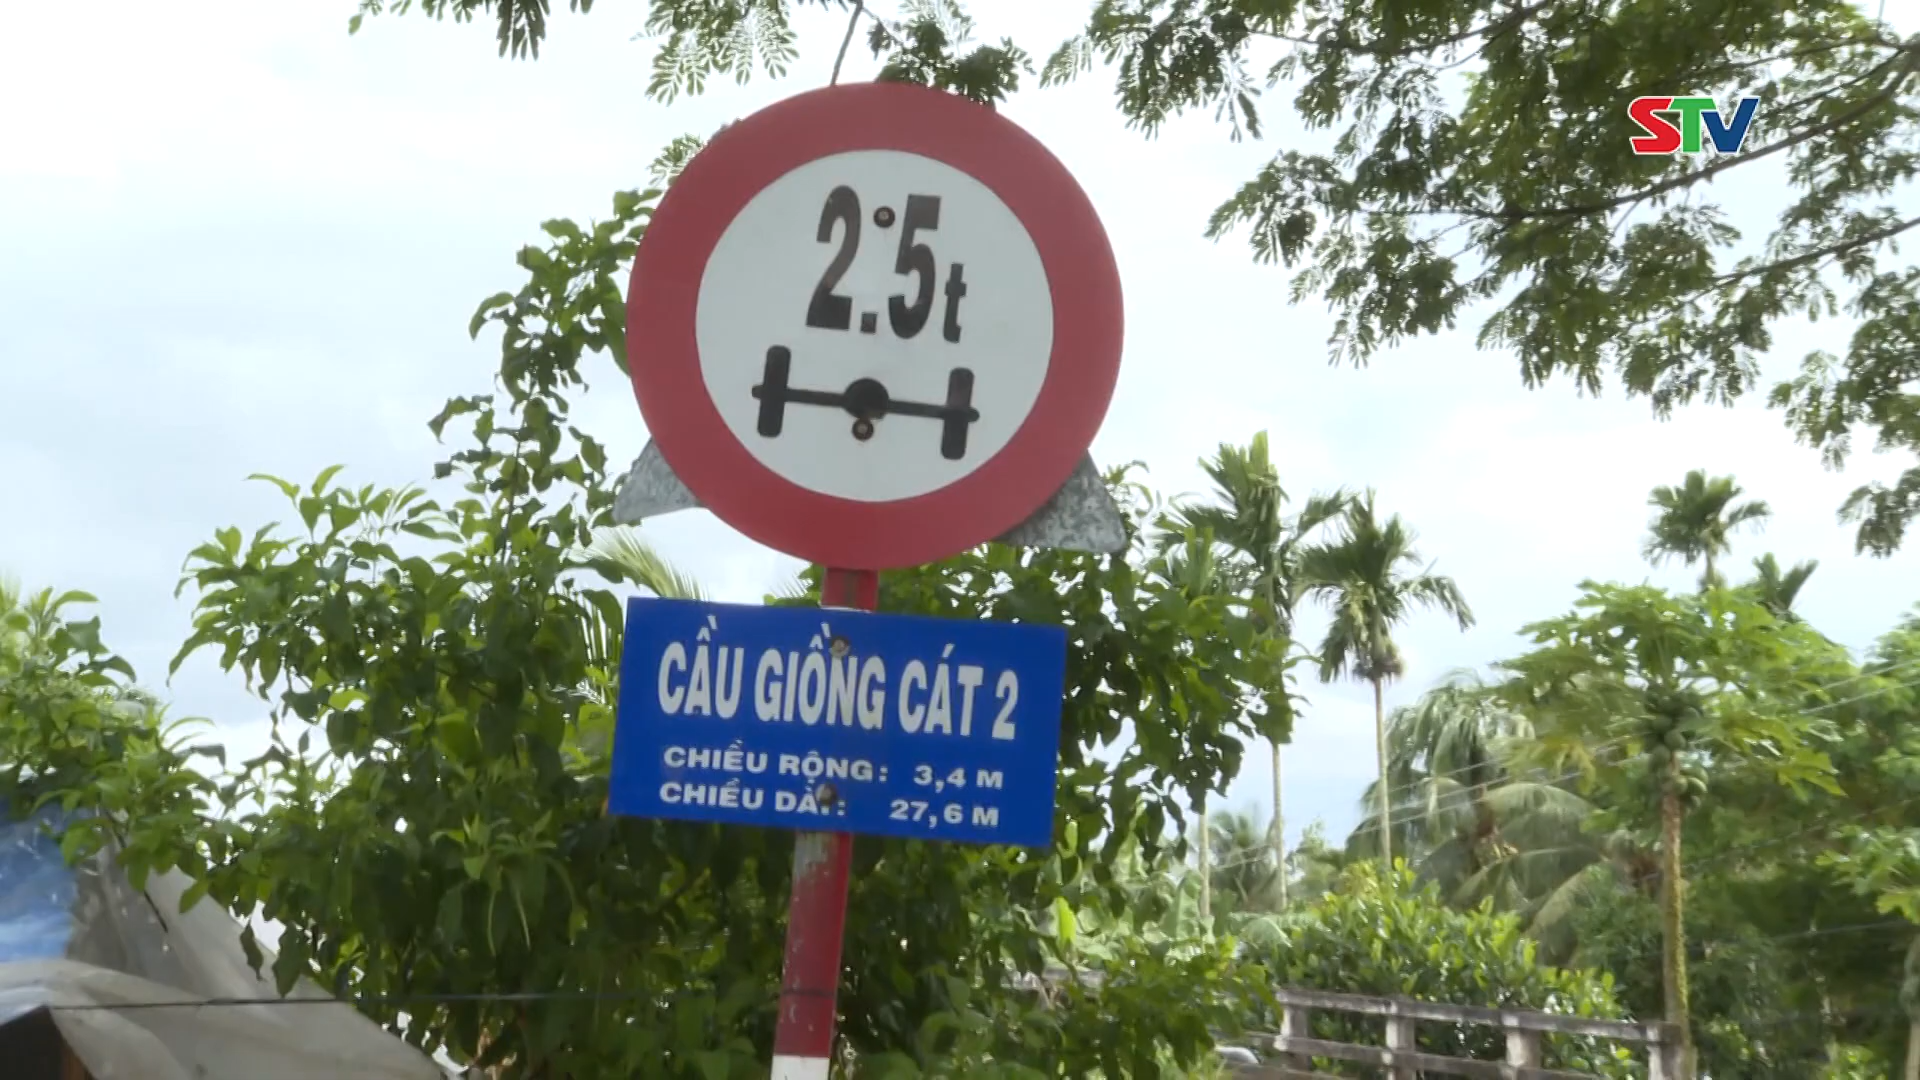 STV
2.5t
CẦU GIỒNG CÁT 2
CHIỀU RỘNG: 3,4 M
CHIỀU DÀI: 27,6 M